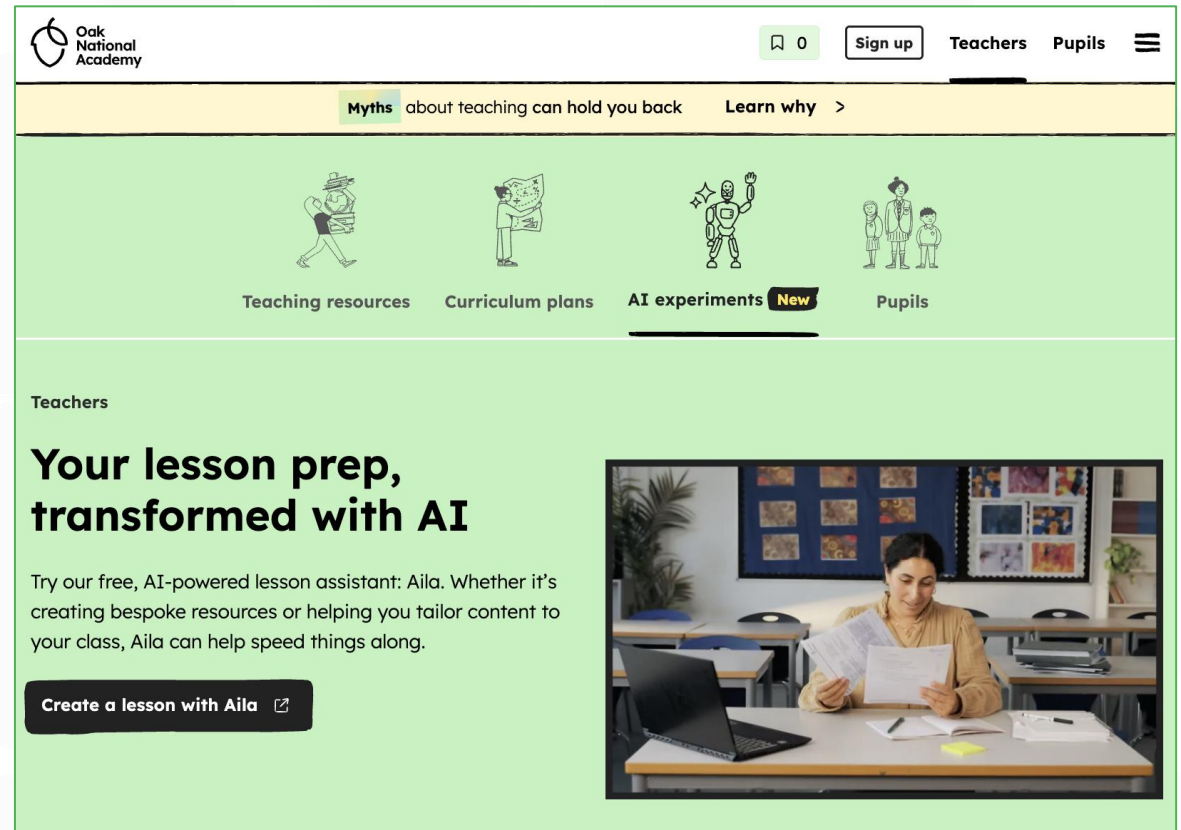 Oak
National
Academy
0
Sign up
Teachers
Pupils
Myths about teaching can hold you back
Learn why >
Teaching resources
Curriculum plans
AI experiments New
Pupils
Teachers
Your lesson prep,
transformed with AI
Try our free, AI-powered lesson assistant: Aila. Whether it's
creating bespoke resources or helping you tailor content to
your class, Aila can help speed things along.
Create a lesson with Aila